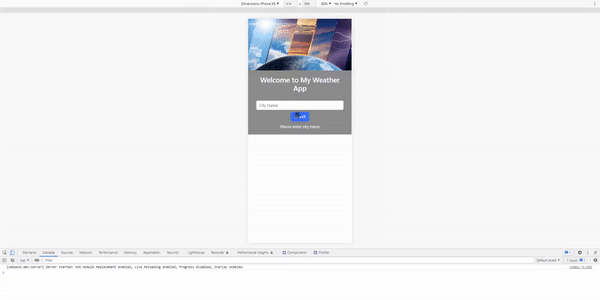 Dimensions: iPhone XR ▾ 414 × 896 80% ▾ No throttling ▾
Welcome to My Weather
App
City Name
Please enter city name
Elements Console Sources Network Performance Memory Application Security Lighthouse Recorder Performance insights Components Profiler
top ▾ Filter Default levels ▾ 1 Issue:
[webpack-dev-server] Server started: Hot Module Replacement enabled, Live Reloading enabled, Progress disabled, Overlay enabled.